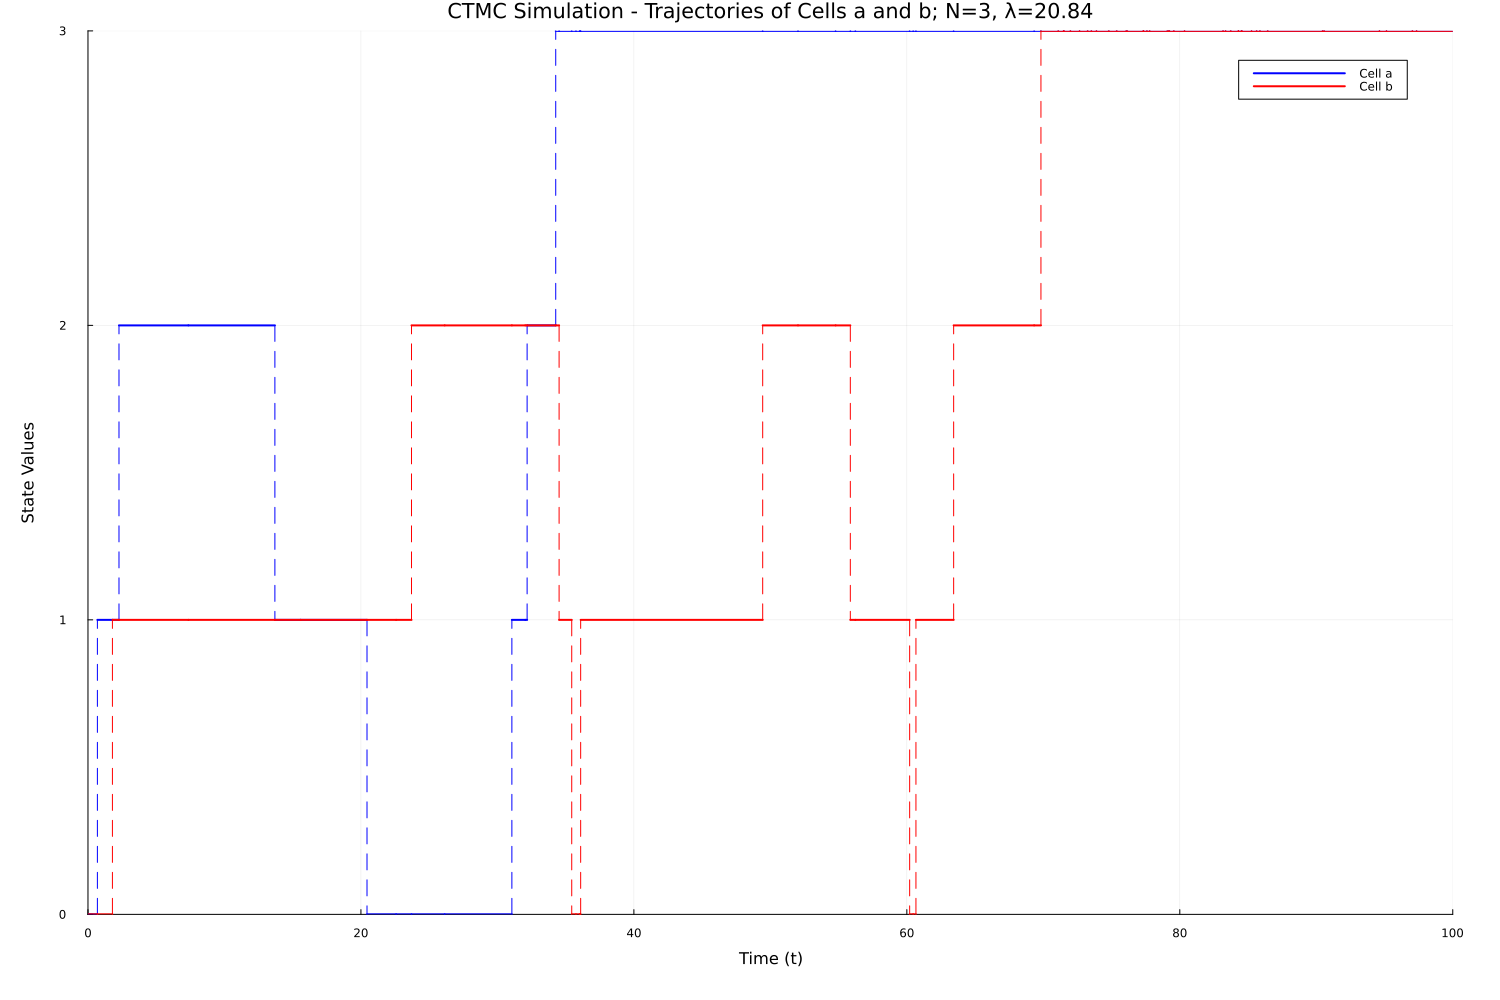 CTMC Simulation - Trajectories of Cells a and b; N=3, λ=20.84
3
Cell a
Cell b
2
State Values
1
0
0 20 40 60 80 100
Time (t)